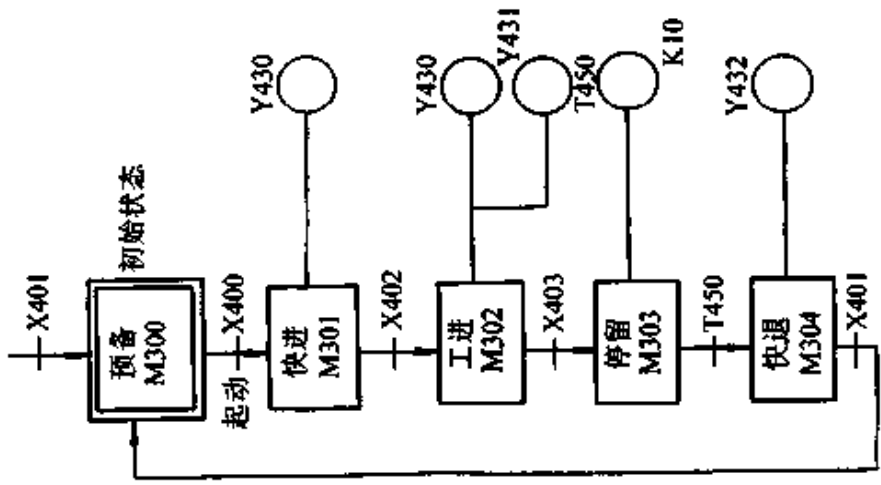 X401
初始状态
预备
M300
起动
X400
快进
M301
Y430
X402
工进
M302
Y430
Y431
X403
停留
M303
T450
K10
T450
快退
M304
Y432
X401